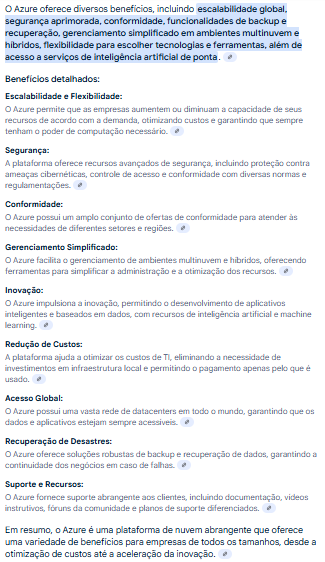 O Azure oferece diversos benefícios, incluindo escalabilidade global,
segurança aprimorada, conformidade, funcionalidades de backup e
recuperação, gerenciamento simplificado em ambientes multinuvem e
híbridos, flexibilidade para escolher tecnologias e ferramentas, além de
acesso a serviços de inteligência artificial de ponta.
Benefícios detalhados:
Escalabilidade e Flexibilidade:
O Azure permite que as empresas aumentem ou diminuam a capacidade de seus
recursos de acordo com a demanda, otimizando custos e garantindo que sempre
tenham o poder de computação necessário.
Segurança:
A plataforma oferece recursos avançados de segurança, incluindo proteção contra
ameaças cibernéticas, controle de acesso e conformidade com diversas normas e
regulamentações.
Conformidade:
O Azure possui um amplo conjunto de ofertas de conformidade para atender às
necessidades de diferentes setores e regiões.
Gerenciamento Simplificado:
O Azure facilita o gerenciamento de ambientes multinuvem e híbridos, oferecendo
ferramentas para simplificar a administração e a otimização dos recursos.
Inovação:
O Azure impulsiona a inovação, permitindo o desenvolvimento de aplicativos
inteligentes e baseados em dados, com recursos de inteligência artificial e machine
learning.
Redução de Custos:
A plataforma ajuda a otimizar os custos de TI, eliminando a necessidade de
investimentos em infraestrutura local e permitindo o pagamento apenas pelo que é
usado.
Acesso Global:
O Azure possui uma vasta rede de datacenters em todo o mundo, garantindo que os
dados e aplicativos estejam sempre acessíveis.
Recuperação de Desastres:
O Azure oferece soluções robustas de backup e recuperação de dados, garantindo a
continuidade dos negócios em caso de falhas.
Suporte e Recursos:
O Azure fornece suporte abrangente aos clientes, incluindo documentação, vídeos
instrutivos, fóruns da comunidade e planos de suporte diferenciados.
Em resumo, o Azure é uma plataforma de nuvem abrangente que oferece
uma variedade de benefícios para empresas de todos os tamanhos, desde a
otimização de custos até a aceleração da inovação.